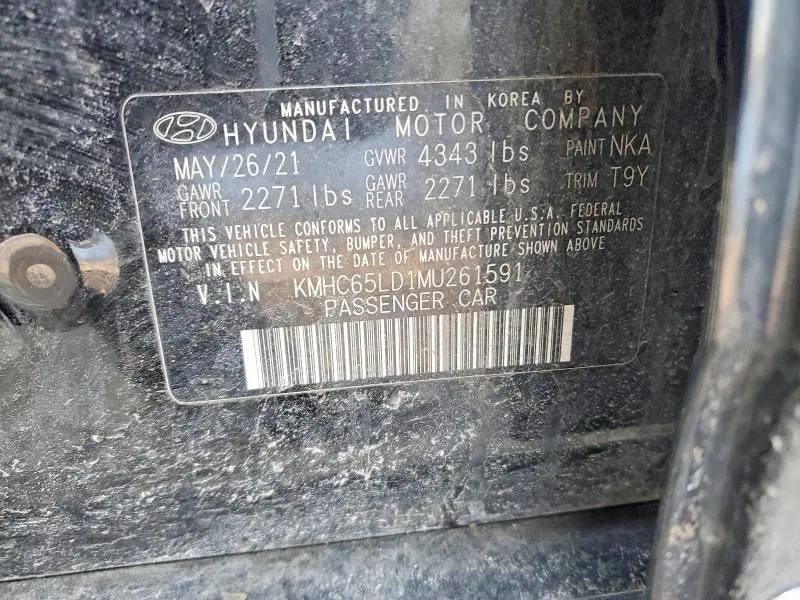 MANUFACTURED IN KOREA BY
HYUNDAI MOTOR COMPANY
MAY/26/21 GVWR 4343 lbs PAINT NKA
GAWR FRONT 2271 lbs GAWR REAR 2271 lbs TRIM T9Y
THIS VEHICLE CONFORMS TO ALL APPLICABLE U.S.A. FEDERAL
MOTOR VEHICLE SAFETY, BUMPER, AND THEFT PREVENTION STANDARDS
IN EFFECT ON THE DATE OF MANUFACTURE SHOWN ABOVE
V.I.N KMHC65LD1MU261591
PASSENGER CAR